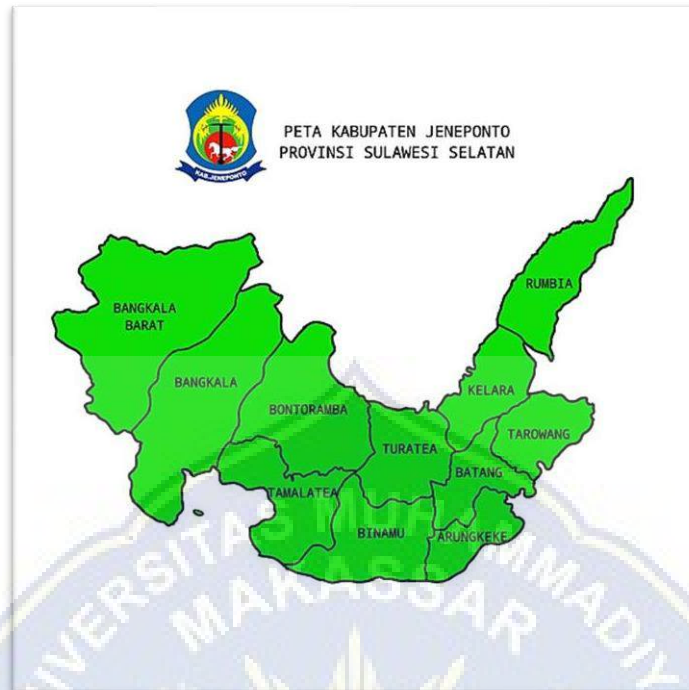 PETA KABUPATEN JENEPONTO
PROVINSI SULAWESI SELATAN
KAB.JENEPONTO
RUMBIA
BANGKALA
BARAT
BANGKALA
KELARA
BONTORAMBA
TAROWANG
TURATEA
BATANG
TAMALATEA
BINAMU
ARUNGKEKE
UNIVERSITAS MUHAMMADIY
MAKASSAR